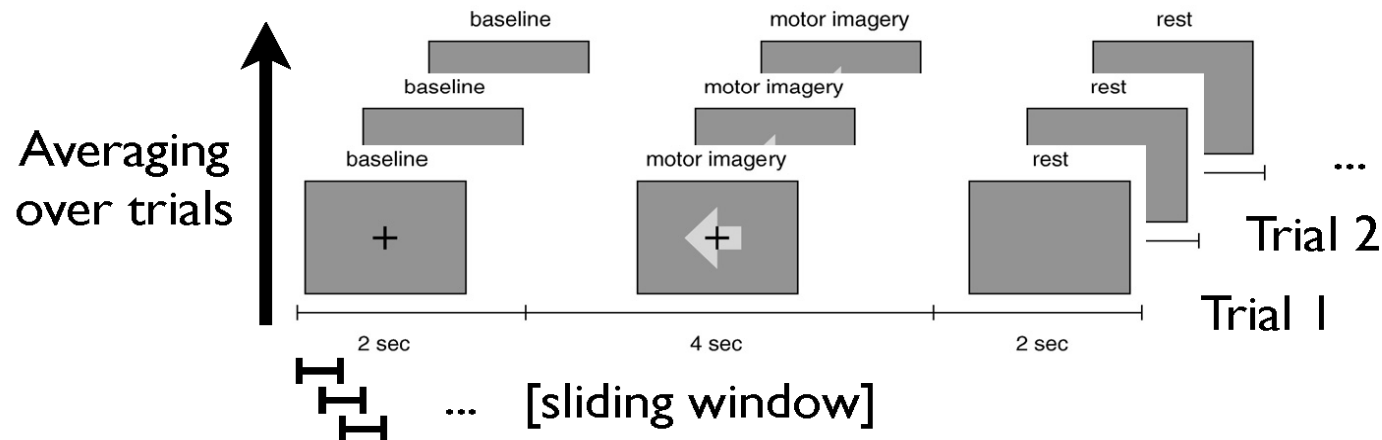 baseline motor imagery rest
baseline motor imagery rest
Averaging
over trials
baseline motor imagery rest
...
Trial 2
Trial 1
2 sec 4 sec 2 sec
... [sliding window]